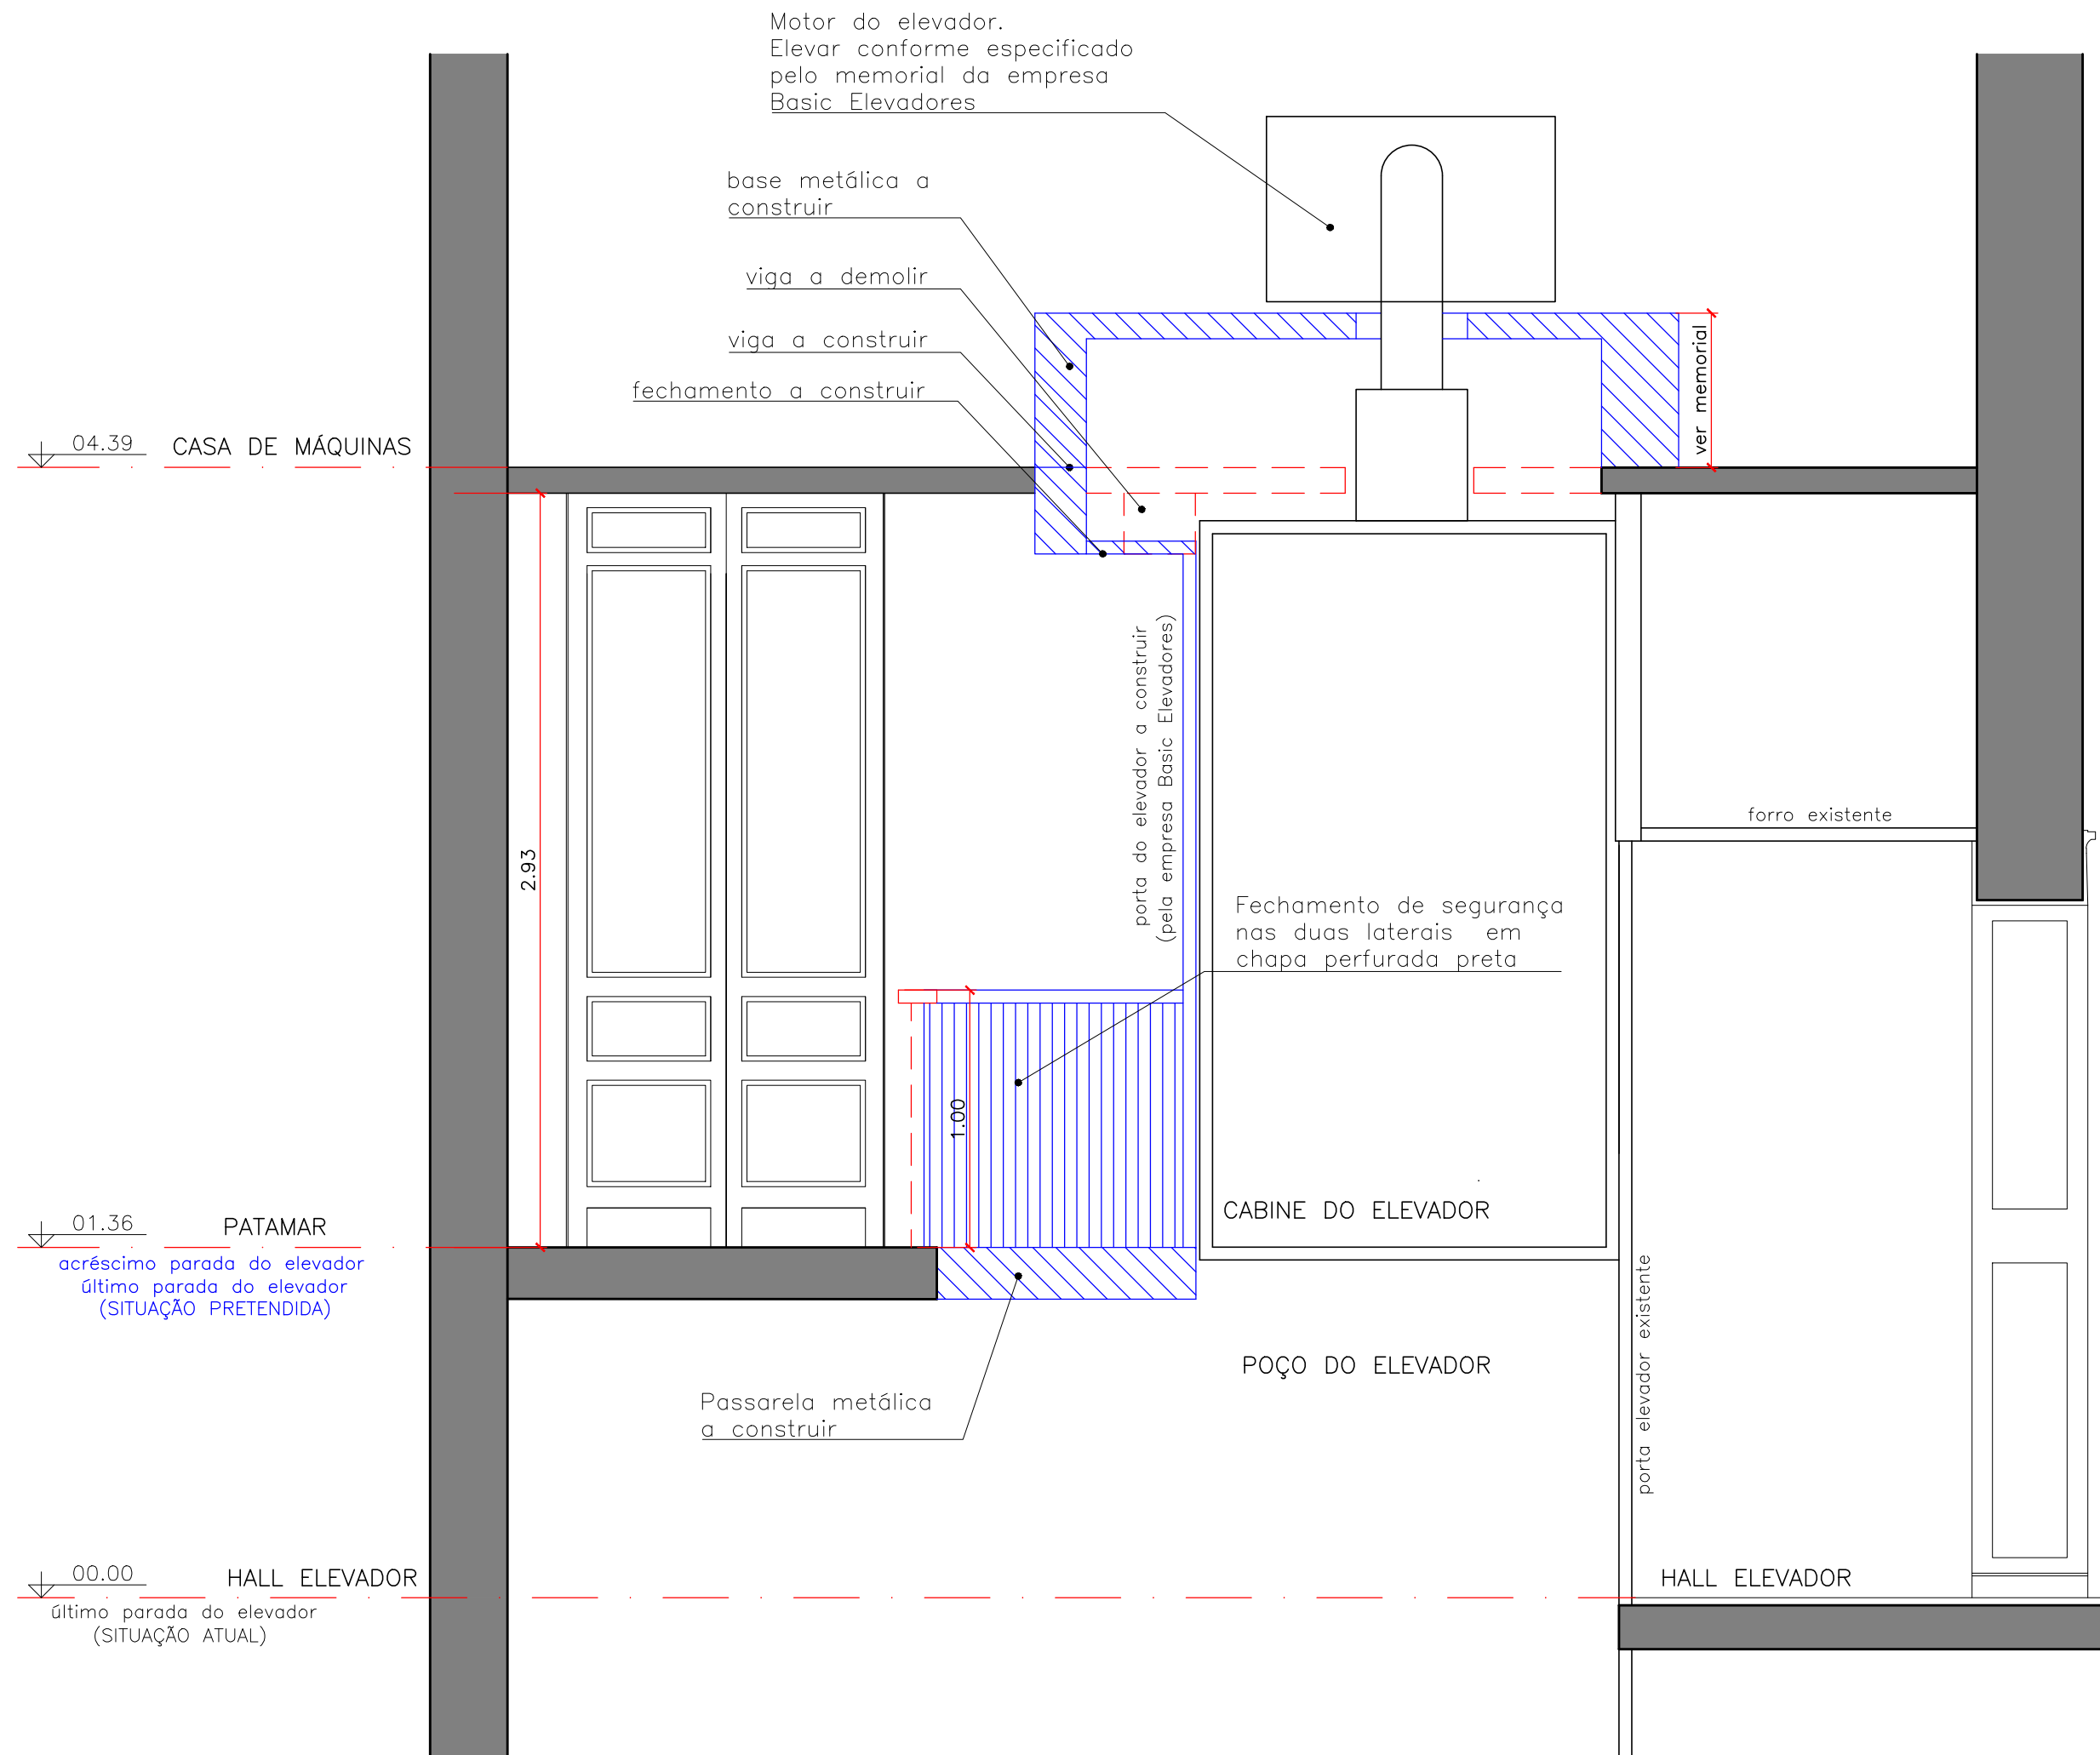 Motor do elevador.
Elevar conforme especificado
pelo memorial da empresa
Basic Elevadores
base metálica a
construir
viga a demolir
viga a construir
fechamento a construir
ver memorial
04.39 CASA DE MÁQUINAS
2.93
porta do elevador a construir
(pela empresa Basic Elevadores)
forro existente
Fechamento de segurança
nas duas laterais em
chapa perfurada preta
1.00
CABINE DO ELEVADOR
01.36 PATAMAR
acréscimo parada do elevador
último parada do elevador
(SITUAÇÃO PRETENDIDA)
POÇO DO ELEVADOR
porta elevador existente
Passarela metálica
a construir
00.00 HALL ELEVADOR
último parada do elevador
(SITUAÇÃO ATUAL)
HALL ELEVADOR